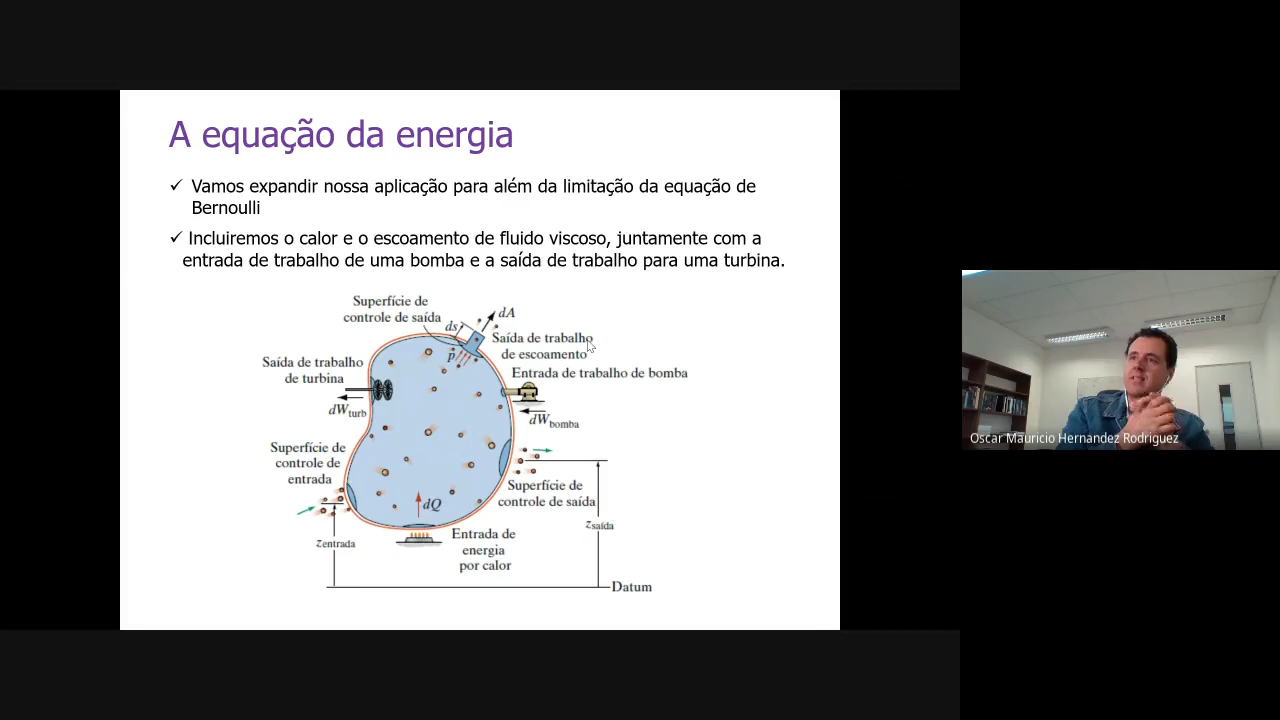 A equação da energia
✓ Vamos expandir nossa aplicação para além da limitação da equação de
Bernoulli
✓ Incluiremos o calor e o escoamento de fluido viscoso, juntamente com a
entrada de trabalho de uma bomba e a saída de trabalho para uma turbina.
Superfície de
controle de saída
ds
dA
p
Saída de trabalho
de escoamento
Saída de trabalho
de turbina
dWturb
Entrada de trabalho de bomba
dWbomba
Superfície de
controle de
entrada
Superfície de
controle de saída
dQ
zentrada
zsaída
Entrada de
energia
por calor
Datum
Oscar Mauricio Hernandez Rodriguez